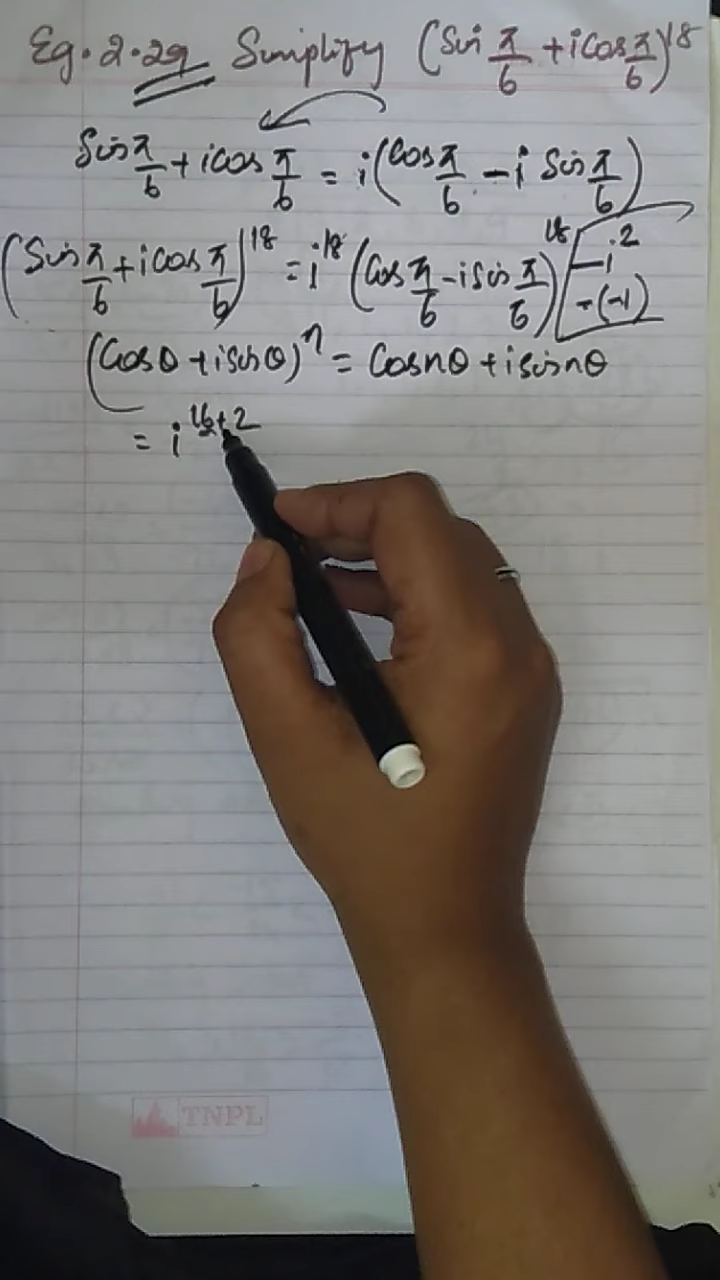 Eg. 2.29 Simplify (Sin π/6 + i cos π/6)^18
Sin π/6 + i cos π/6 = i (cos π/6 - i Sin π/6)
(Sin π/6 + i cos π/6)^18 = i^18 (cos π/6 - i sin π/6)^18
- i^2
- (-1)
(cos θ + i sin θ)^n = cos nθ + i sin nθ
= i^16+2
TNPL